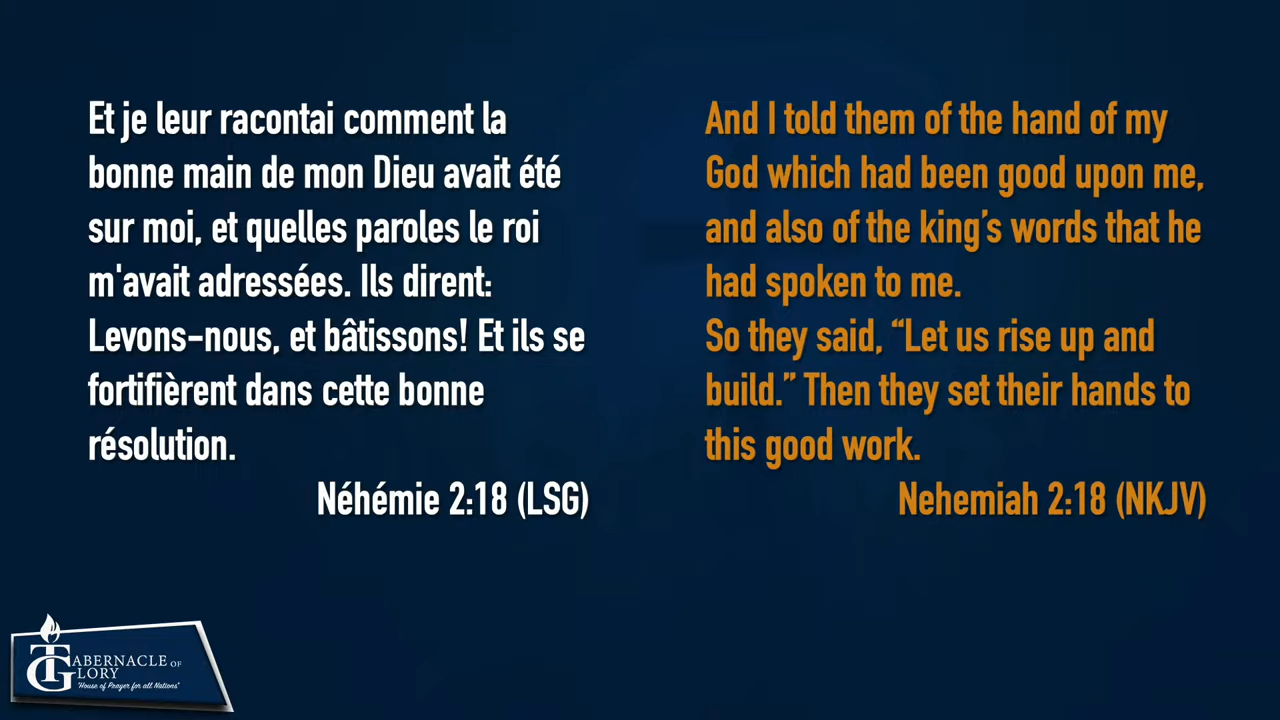 Et je leur racontai comment la
bonne main de mon Dieu avait été
sur moi, et quelles paroles le roi
m'avait adressées. Ils dirent:
Levons-nous, et bâtissons! Et ils se
fortifièrent dans cette bonne
résolution.
Néhémie 2:18 (LSG)
And I told them of the hand of my
God which had been good upon me,
and also of the king’s words that he
had spoken to me.
So they said, “Let us rise up and
build.” Then they set their hands to
this good work.
Nehemiah 2:18 (NKJV)
TABERNACLE OF
GLORY
"House of Prayer for all Nations"